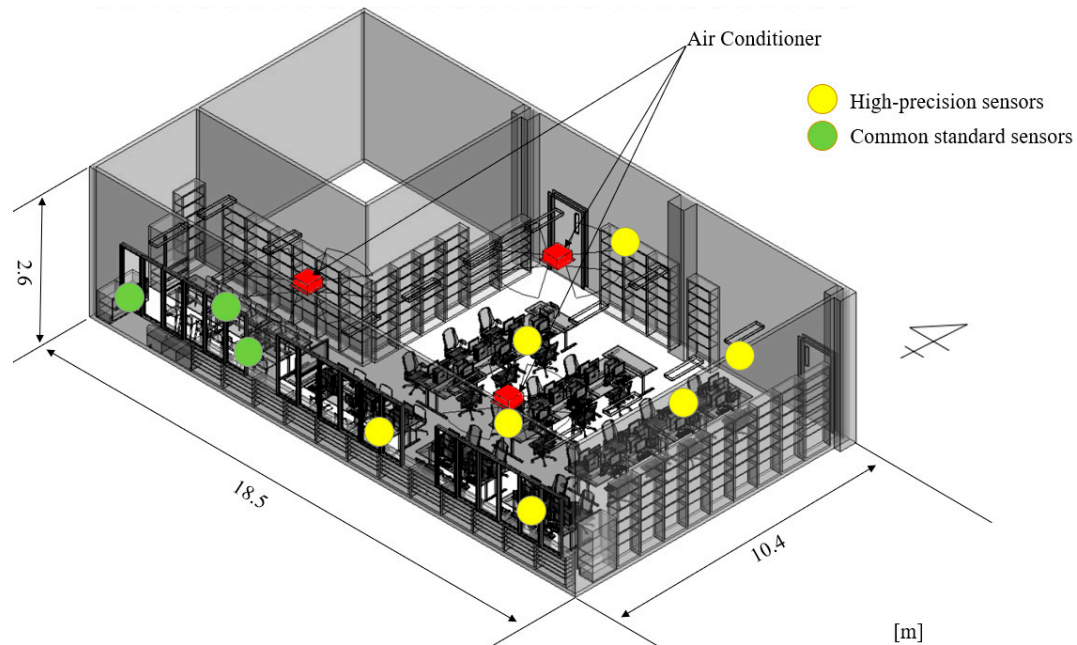 Air Conditioner
High-precision sensors
Common standard sensors
2.6
18.5
10.4
[m]